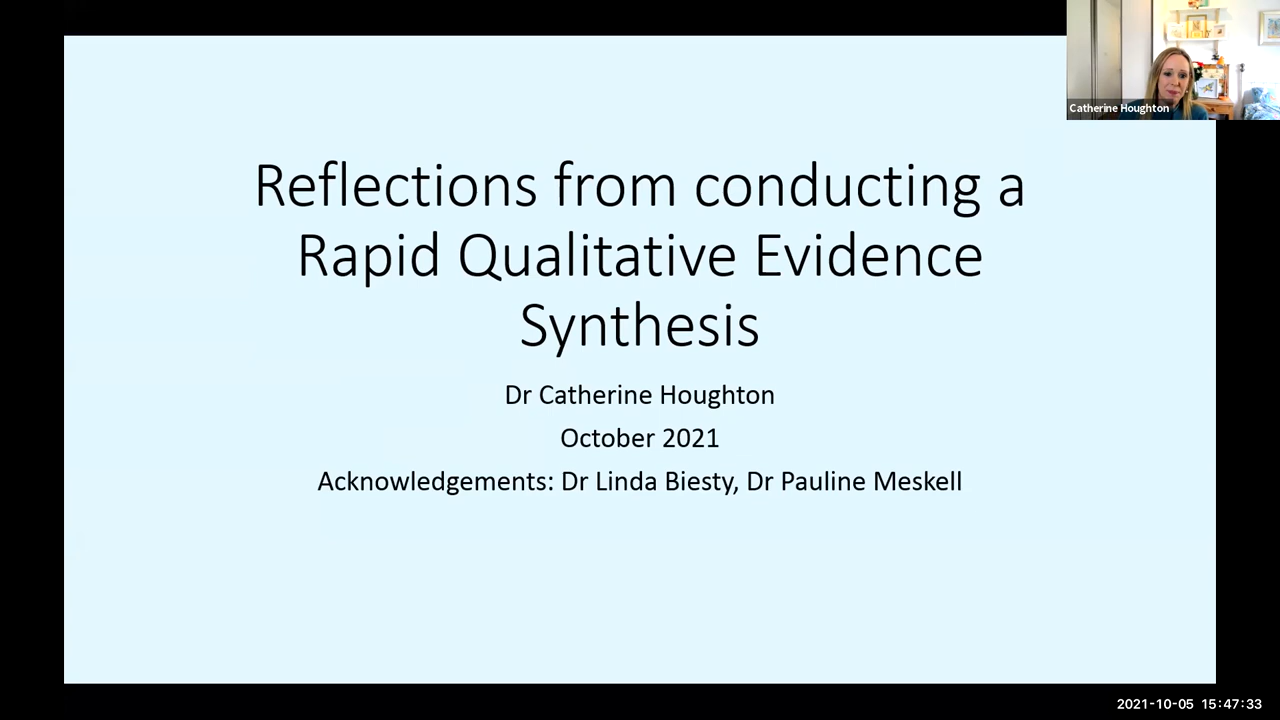 Catherine Houghton
Reflections from conducting a
Rapid Qualitative Evidence
Synthesis
Dr Catherine Houghton
October 2021
Acknowledgements: Dr Linda Biesty, Dr Pauline Meskell
2021-10-05 15:47:33